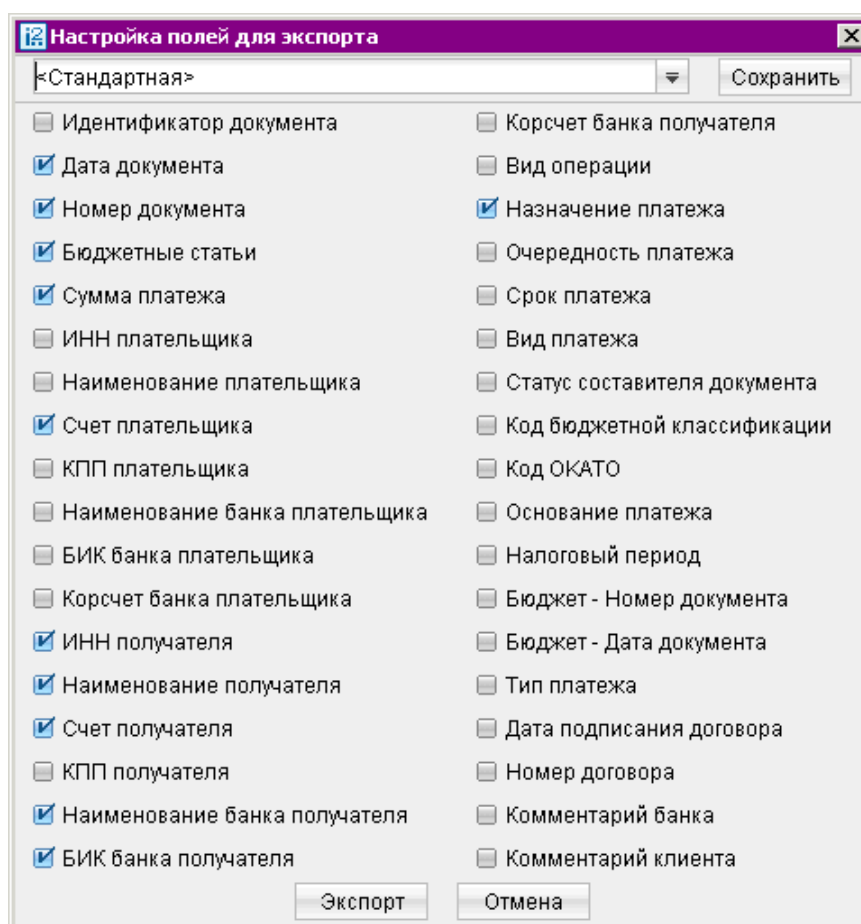 Настройка полей для экспорта
<Стандартная>
Сохранить
Идентификатор документа
Дата документа
Номер документа
Бюджетные статьи
Сумма платежа
ИНН плательщика
Наименование плательщика
Счет плательщика
КПП плательщика
Наименование банка плательщика
БИК банка плательщика
Корсчет банка плательщика
ИНН получателя
Наименование получателя
Счет получателя
КПП получателя
Наименование банка получателя
БИК банка получателя
Корсчет банка получателя
Вид операции
Назначение платежа
Очередность платежа
Срок платежа
Вид платежа
Статус составителя документа
Код бюджетной классификации
Код ОКАТО
Основание платежа
Налоговый период
Бюджет - Номер документа
Бюджет - Дата документа
Тип платежа
Дата подписания договора
Номер договора
Комментарий банка
Комментарий клиента
Экспорт
Отмена